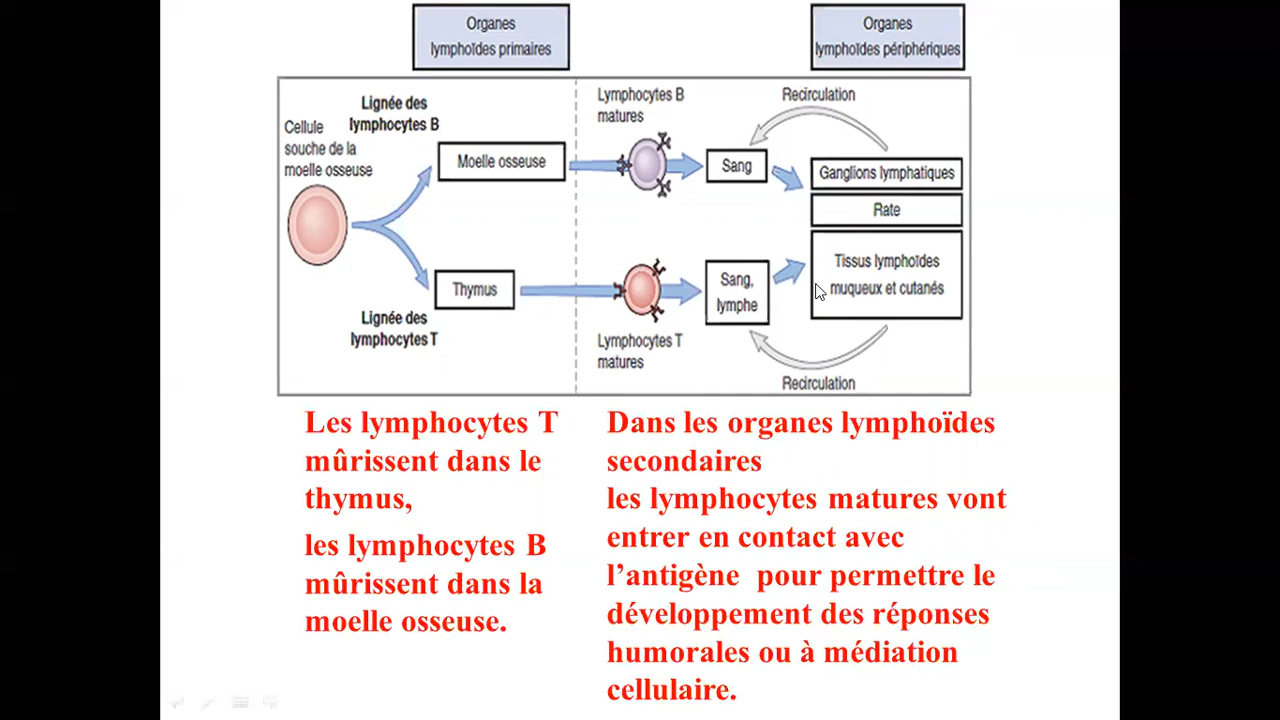 Organes
lymphoïdes primaires
Organes
lymphoïdes périphériques
Lignée des
lymphocytes B
Cellule
souche de la
moelle osseuse
Moelle osseuse
Lymphocytes B
matures
Sang
Recirculation
Ganglions lymphatiques
Rate
Tissus lymphoïdes
muqueux et cutanés
Thymus
Lignée des
lymphocytes T
Lymphocytes T
matures
Sang,
lymphe
Recirculation
Les lymphocytes T
mûrissent dans le
thymus,
les lymphocytes B
mûrissent dans la
moelle osseuse.
Dans les organes lymphoïdes
secondaires
les lymphocytes matures vont
entrer en contact avec
l’antigène pour permettre le
développement des réponses
humorales ou à médiation
cellulaire.